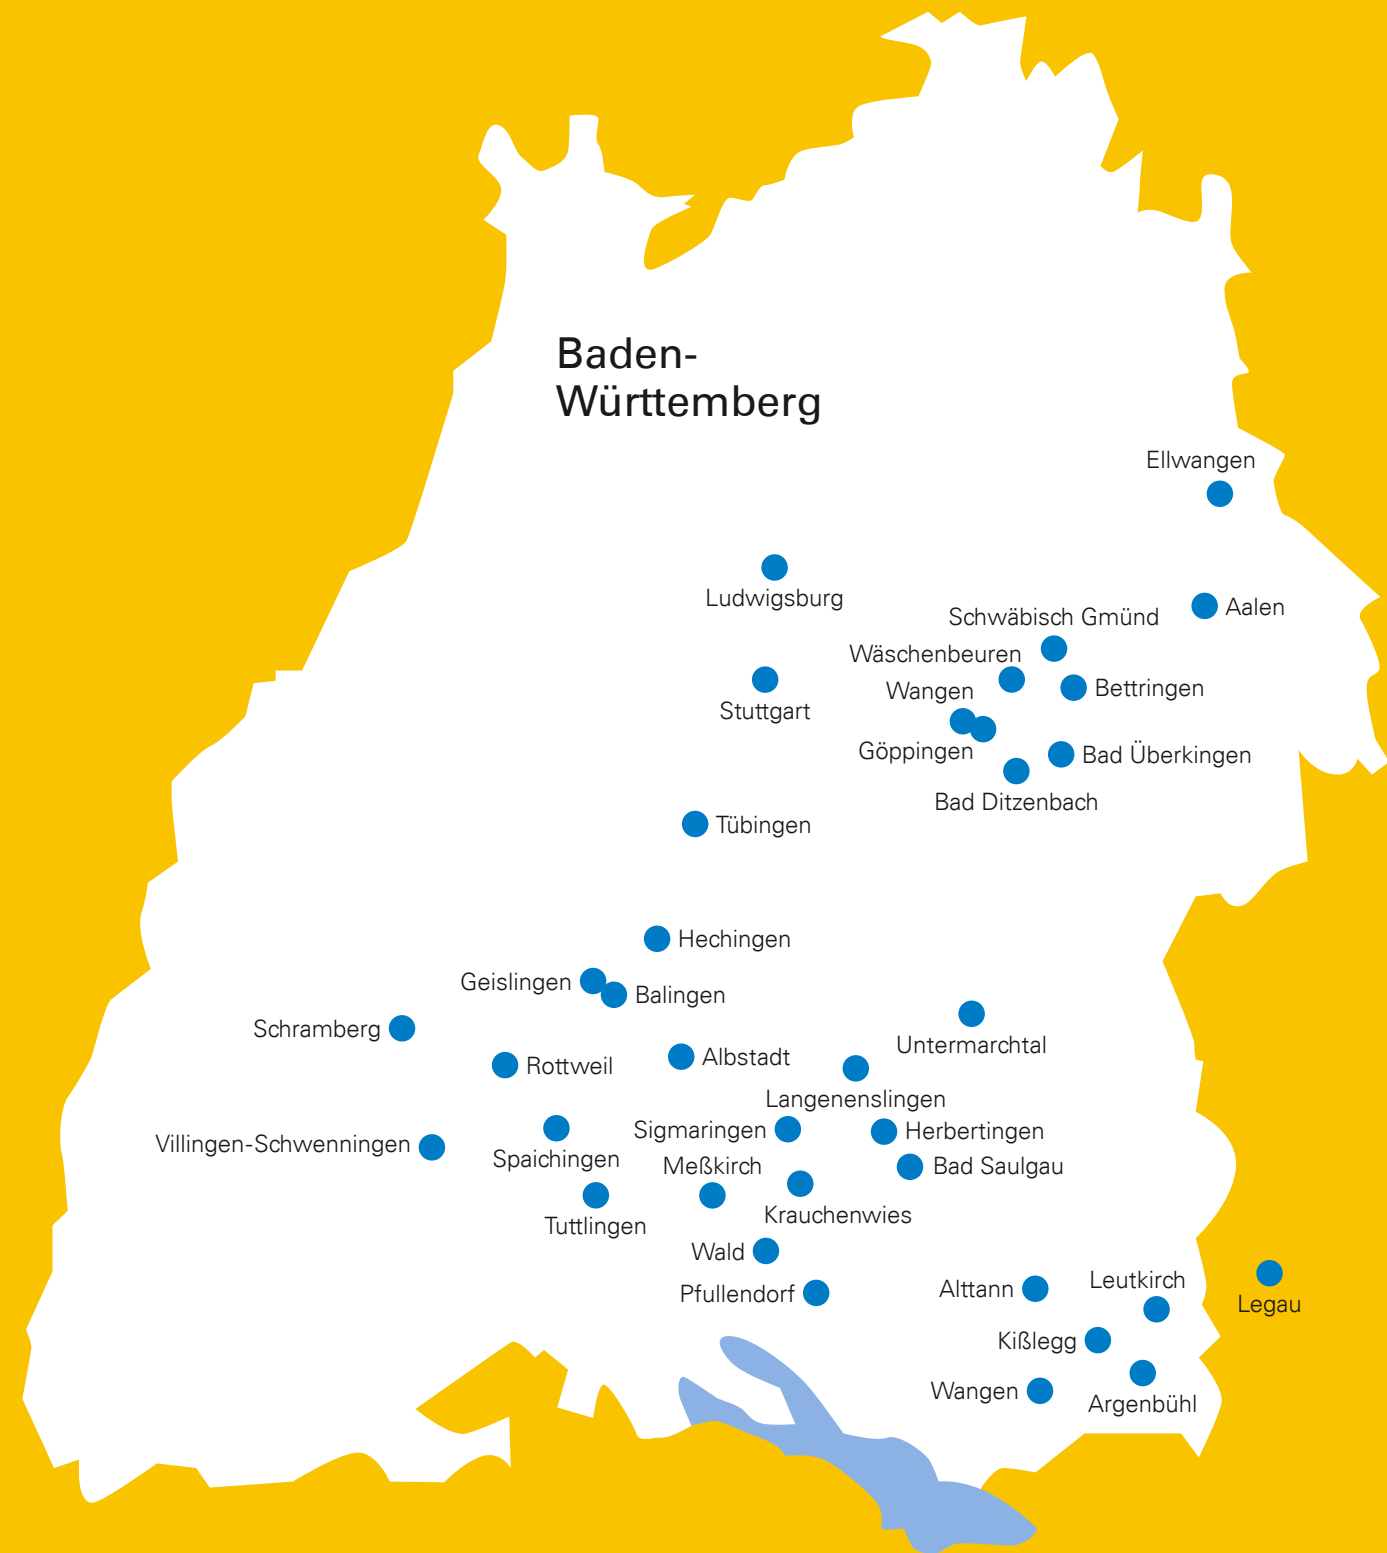 Baden-
Württemberg
Ellwangen
Ludwigsburg
Aalen
Schwäbisch Gmünd
Wäschenbeuren
Bettringen
Wangen
Stuttgart
Göppingen
Bad Überkingen
Bad Ditzenbach
Tübingen
Hechingen
Geislingen
Balingen
Schramberg
Untermarchtal
Albstadt
Rottweil
Langenenslingen
Sigmaringen
Herbertingen
Villingen-Schwenningen
Spaichingen
Meßkirch
Bad Saulgau
Krauchenwies
Tuttlingen
Wald
Leutkirch
Alttann
Pfullendorf
Legau
Kißlegg
Wangen
Argenbühl